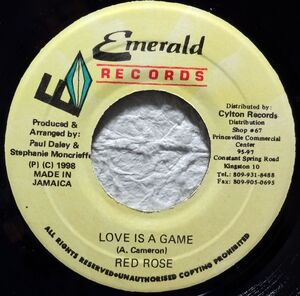 Emerald
RECORDS
E
Produced &
Arranged by:
Paul Daley &
Stephanie Moncrieffe
(P) (C) 1998
MADE IN
JAMAICA
Distributed by:
Cylton Records
Distribution
Shop #67
Princeville Commercial
Center
95-97
Constant Spring Road
Kingston 10
Tel.: 809-931-8488
Fax.: 809-905-0695
LOVE IS A GAME
(A. Cameron)
RED ROSE
ALL RIGHTS RESERVED•UNAUTHORISED COPYING PROHIBITED